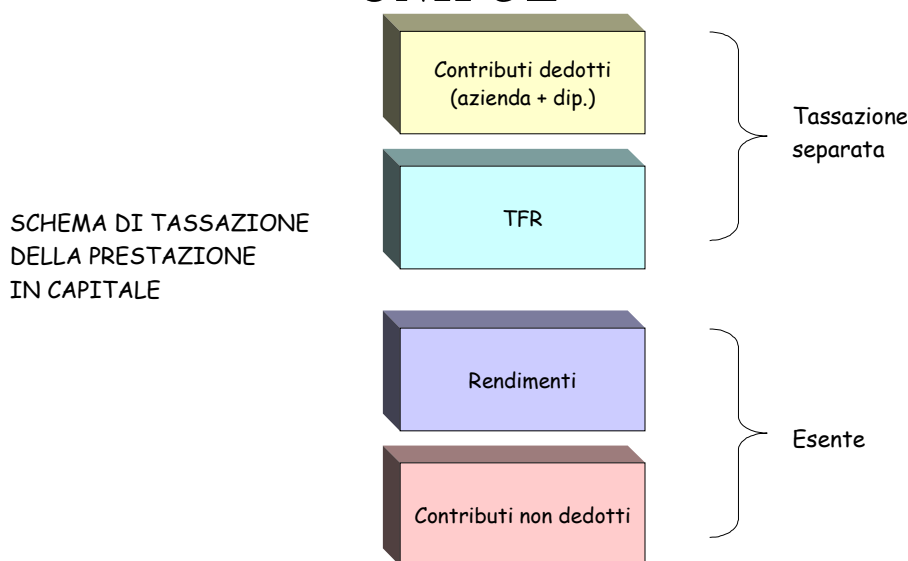 Contributi dedotti
(azienda + dip.)
Tassazione
separata
TFR
SCHEMA DI TASSAZIONE
DELLA PRESTAZIONE
IN CAPITALE
Rendimenti
Esente
Contributi non dedotti